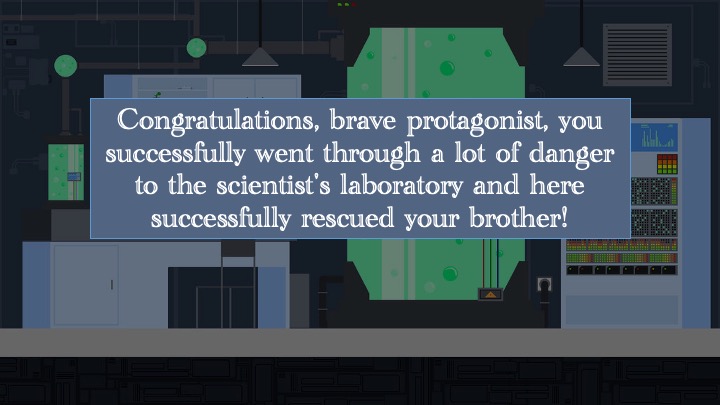 Congratulations, brave protagonist, you
successfully went through a lot of danger
to the scientist's laboratory and here
successfully rescued your brother!